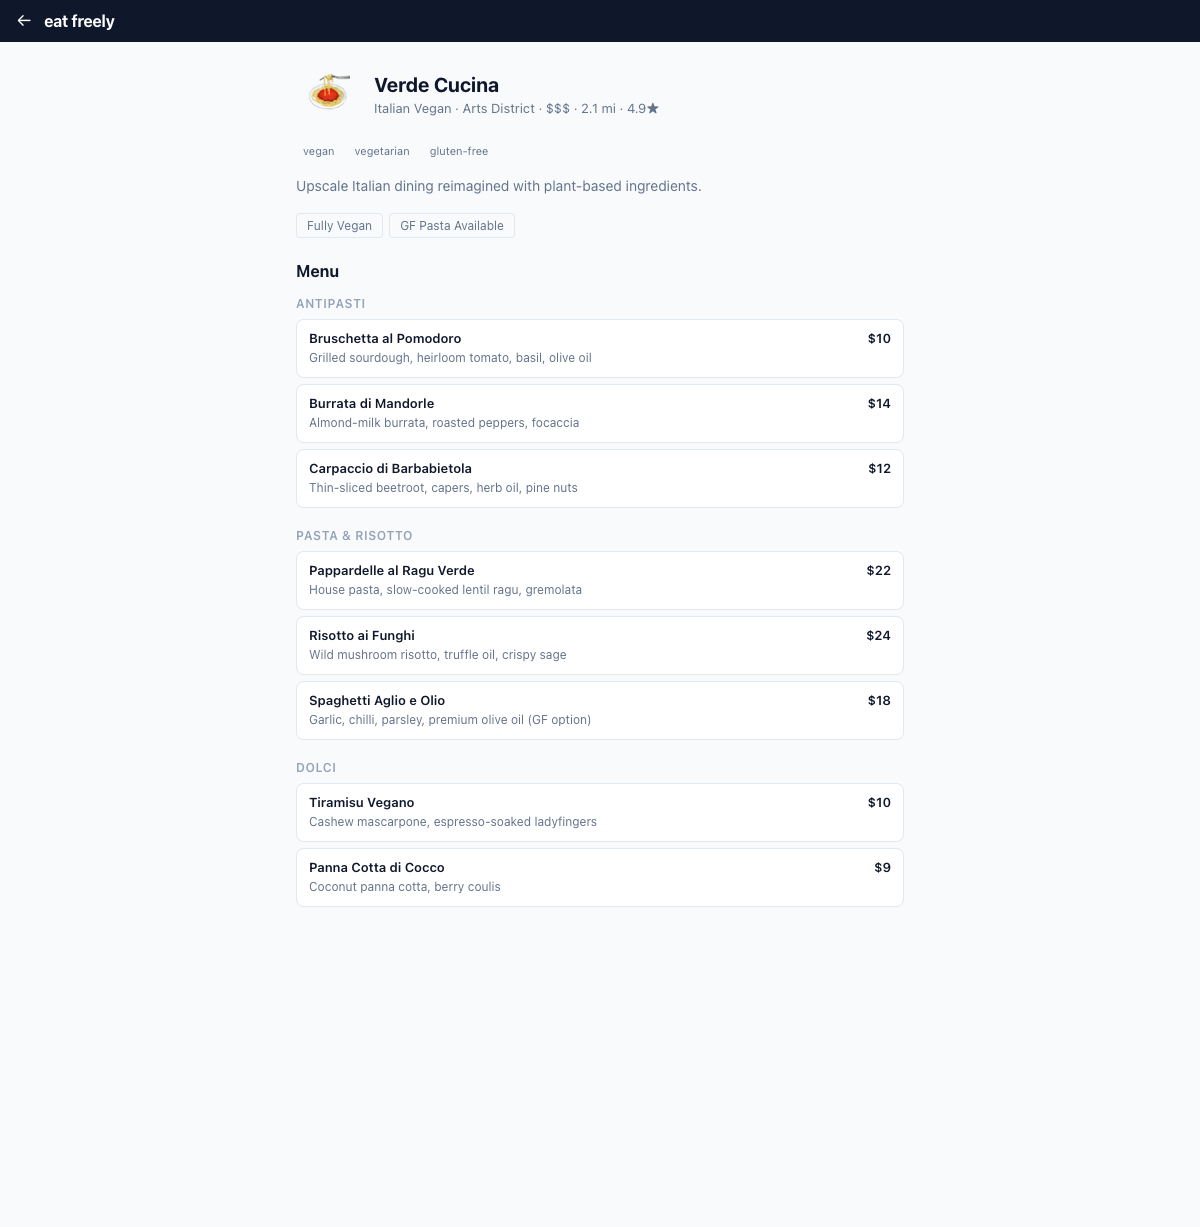 ← eat freely
Verde Cucina
Italian Vegan · Arts District · $$$ · 2.1 mi · 4.9★
vegan vegetarian gluten-free
Upscale Italian dining reimagined with plant-based ingredients.
Fully Vegan GF Pasta Available
Menu
ANTIPASTI
Bruschetta al Pomodoro $10
Grilled sourdough, heirloom tomato, basil, olive oil
Burrata di Mandorle $14
Almond-milk burrata, roasted peppers, focaccia
Carpaccio di Barbabietola $12
Thin-sliced beetroot, capers, herb oil, pine nuts
PASTA & RISOTTO
Pappardelle al Ragu Verde $22
House pasta, slow-cooked lentil ragu, gremolata
Risotto ai Funghi $24
Wild mushroom risotto, truffle oil, crispy sage
Spaghetti Aglio e Olio $18
Garlic, chilli, parsley, premium olive oil (GF option)
DOLCI
Tiramisu Vegano $10
Cashew mascarpone, espresso-soaked ladyfingers
Panna Cotta di Cocco $9
Coconut panna cotta, berry coulis